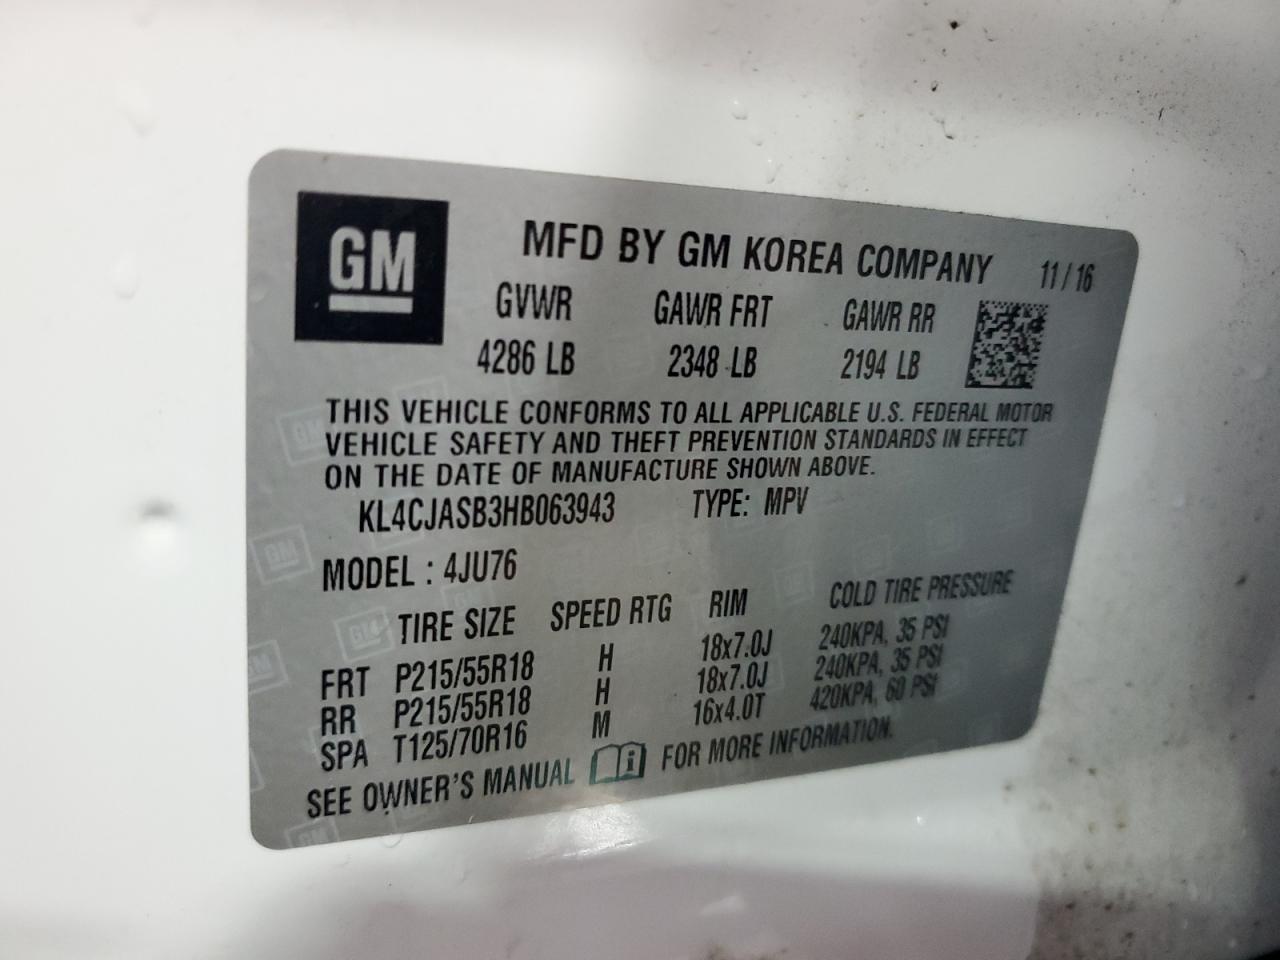 GM
MFD BY GM KOREA COMPANY 11/16
GVWR GAWR FRT GAWR RR
4286 LB 2348 LB 2194 LB
THIS VEHICLE CONFORMS TO ALL APPLICABLE U.S. FEDERAL MOTOR
VEHICLE SAFETY AND THEFT PREVENTION STANDARDS IN EFFECT
ON THE DATE OF MANUFACTURE SHOWN ABOVE.
KL4CJASB3HB063943 TYPE: MPV
MODEL : 4JU76
TIRE SIZE SPEED RTG RIM COLD TIRE PRESSURE
FRT P215/55R18 H 18x7.0J 240KPA, 35 PSI
RR P215/55R18 H 18x7.0J 240KPA, 35 PSI
SPA T125/70R16 M 16x4.0T 420KPA, 60 PSI
SEE OWNER'S MANUAL i FOR MORE INFORMATION.